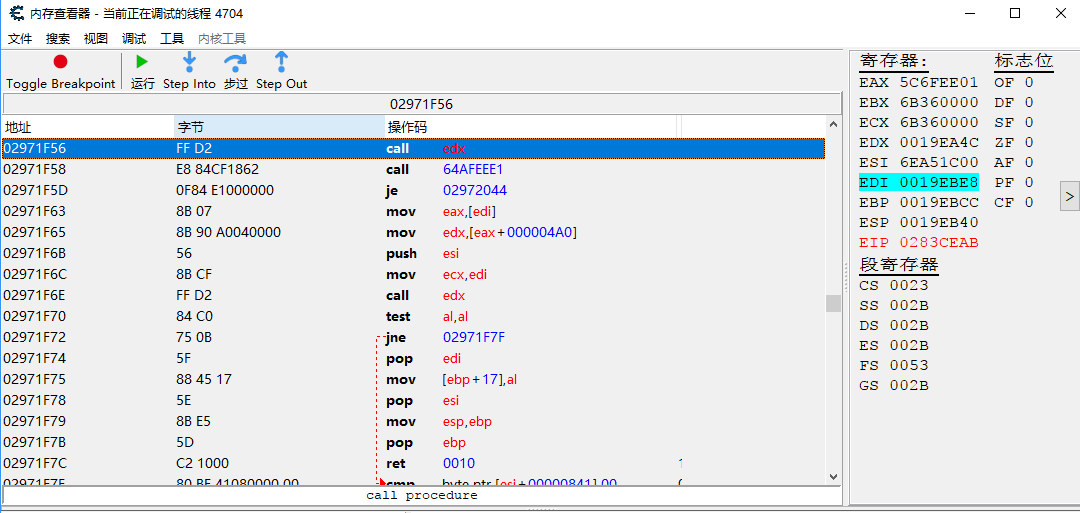 内存查看器 - 当前正在调试的线程 4704
文件 搜索 视图 调试 工具 内核工具
Toggle Breakpoint 运行 Step Into 步过 Step Out
02971F56
地址 字节 操作码
02971F56 FF D2 call edx
02971F58 E8 84CF1862 call 64AFEEE1
02971F5D 0F84 E1000000 je 02972044
02971F63 8B 07 mov eax,[edi]
02971F65 8B 90 A0040000 mov edx,[eax+000004A0]
02971F6B 56 push esi
02971F6C 8B CF mov ecx,edi
02971F6E FF D2 call edx
02971F70 84 C0 test al,al
02971F72 75 0B jne 02971F7F
02971F74 5F pop edi
02971F75 88 45 17 mov [ebp+17],al
02971F78 5E pop esi
02971F79 8B E5 mov esp,ebp
02971F7B 5D pop ebp
02971F7C C2 1000 ret 0010
02971F7F 80 BE 41080000 00 cmp byte ptr [esi+00000841],00
call procedure
寄存器: 标志位
EAX 5C6FEE01 OF 0
EBX 6B360000 DF 0
ECX 6B360000 SF 0
EDX 0019EA4C ZF 0
ESI 6EA51C00 AF 0
EDI 0019EBE8 PF 0
EBP 0019EBCC CF 0
ESP 0019EB40
EIP 0283CEAB
段寄存器
CS 0023
SS 002B
DS 002B
ES 002B
FS 0053
GS 002B
>